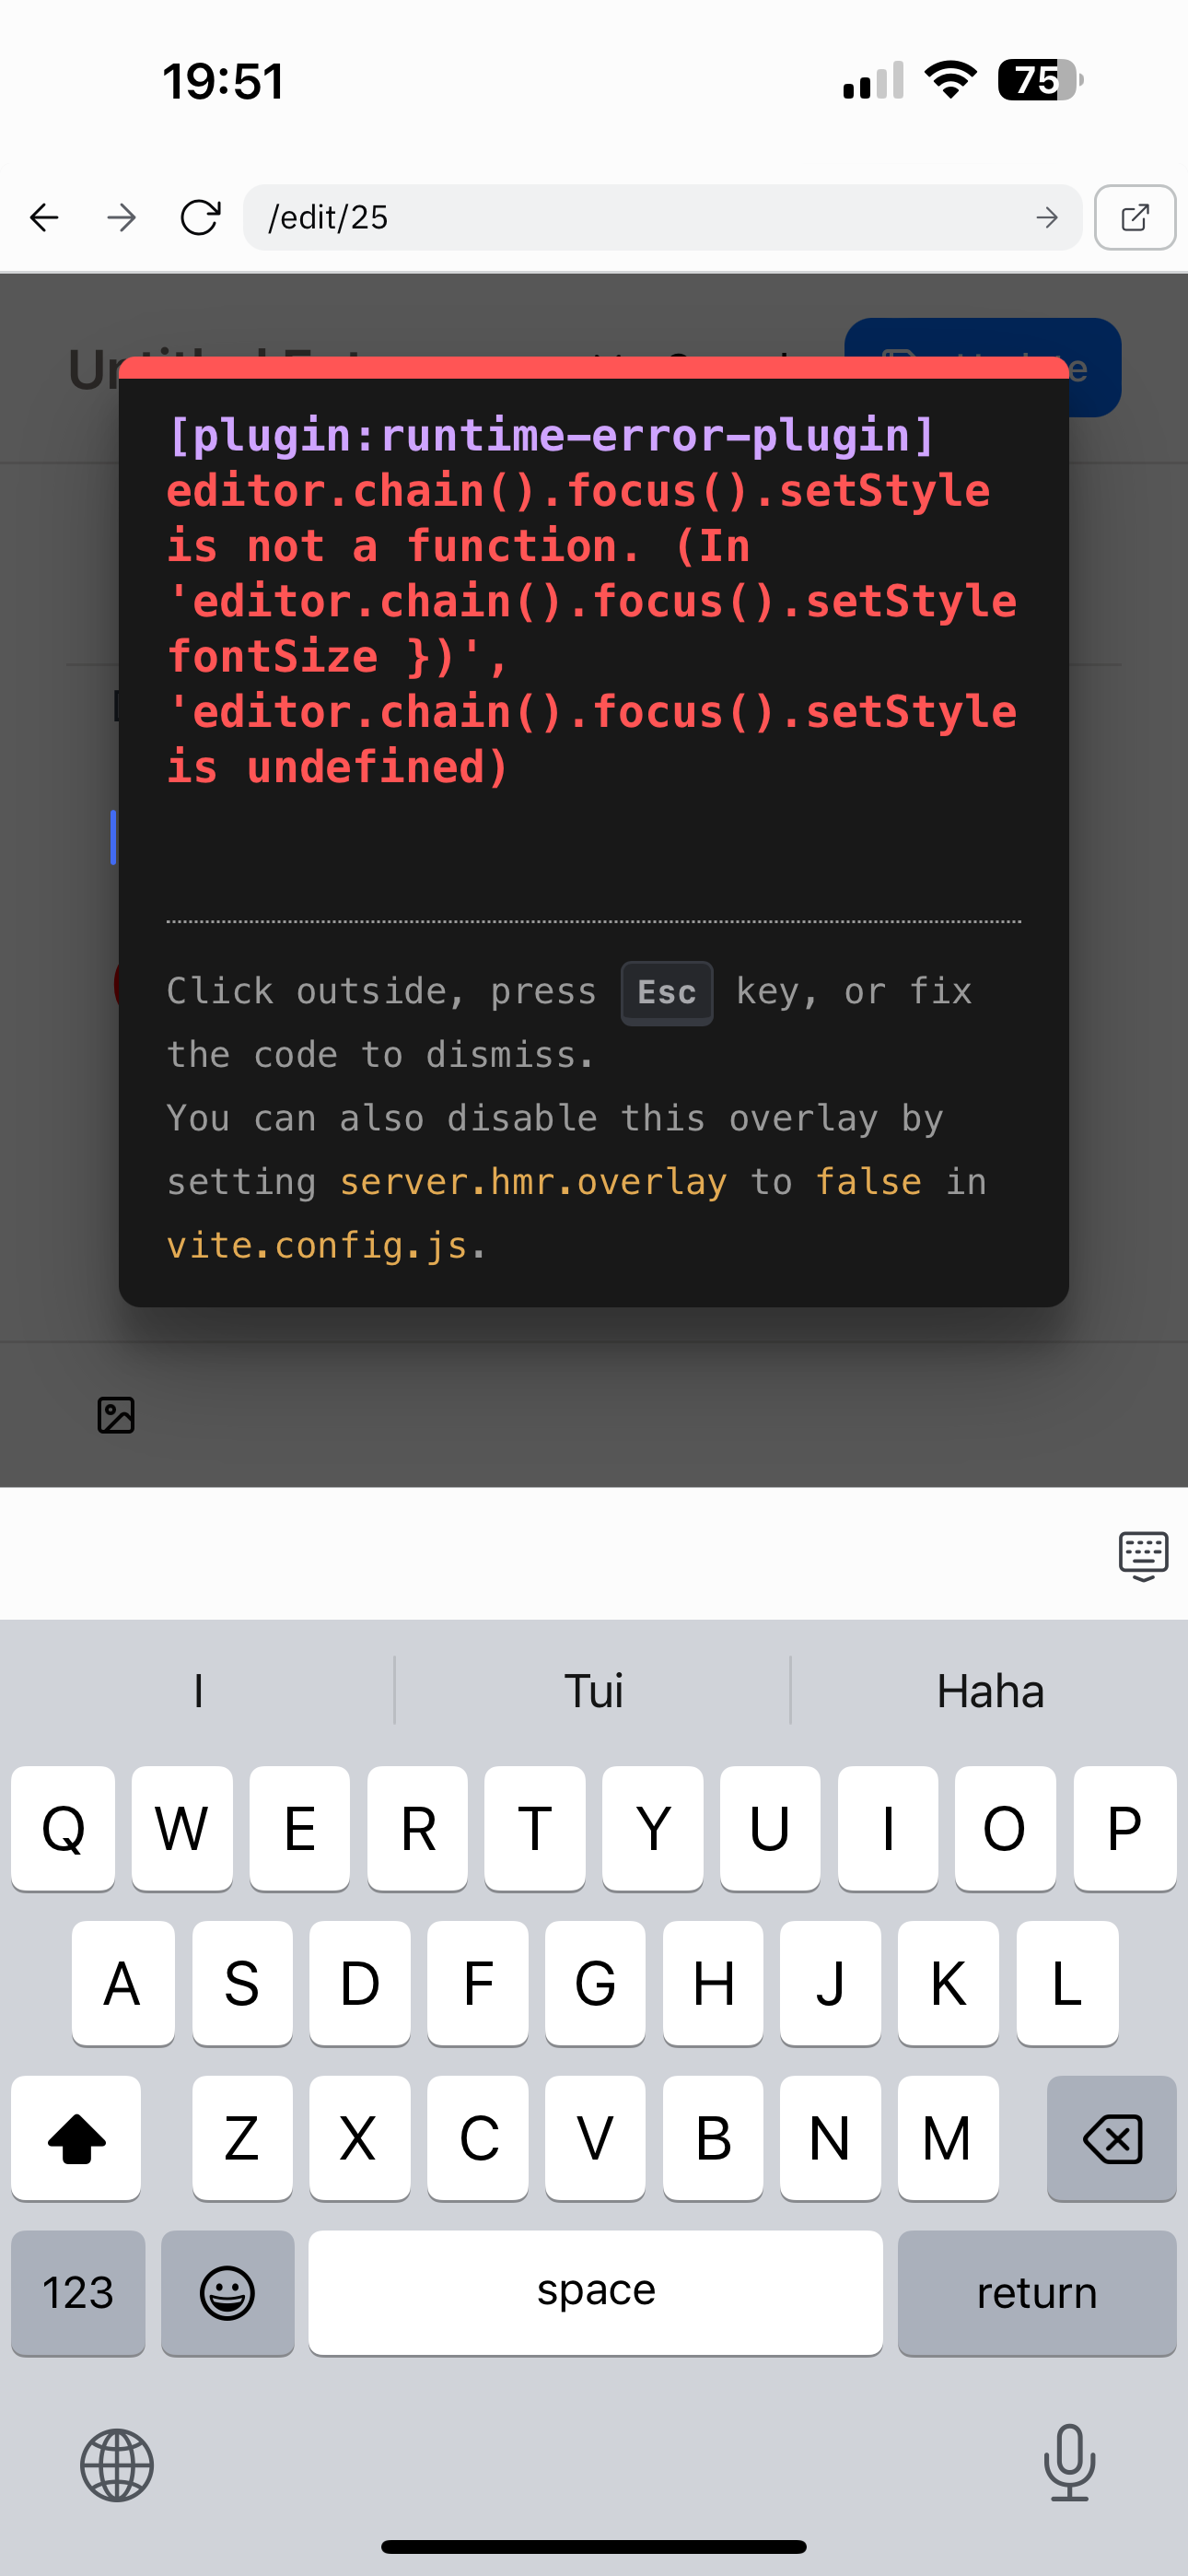 19:51
75
/edit/25
[plugin:runtime-error-plugin]
editor.chain().focus().setStyle
is not a function. (In
'editor.chain().focus().setStyle
fontSize })',
'editor.chain().focus().setStyle
is undefined)
Click outside, press Esc key, or fix
the code to dismiss.
You can also disable this overlay by
setting server.hmr.overlay to false in
vite.config.js.
I Tui Haha
Q W E R T Y U I O P
A S D F G H J K L
Z X C V B N M
123 space return